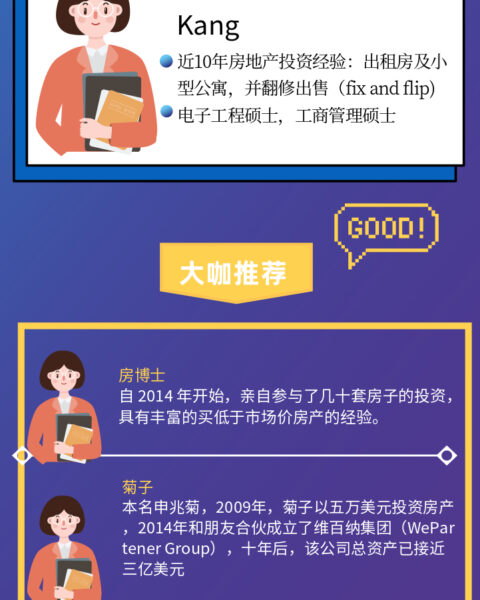 Kang
近10年房地产投资经验：出租房及小
型公寓，并翻修出售（fix and flip)
电子工程硕士，工商管理硕士
GOOD!
大咖推荐
房博士
自 2014 年开始，亲自参与了几十套房子的投资，
具有丰富的买低于市场价房产的经验。
菊子
本名申兆菊，2009年，菊子以五万美元投资房产
，2014年和朋友合伙成立了维百纳集团（WePar
tener Group），十年后，该公司总资产已接近
三亿美元